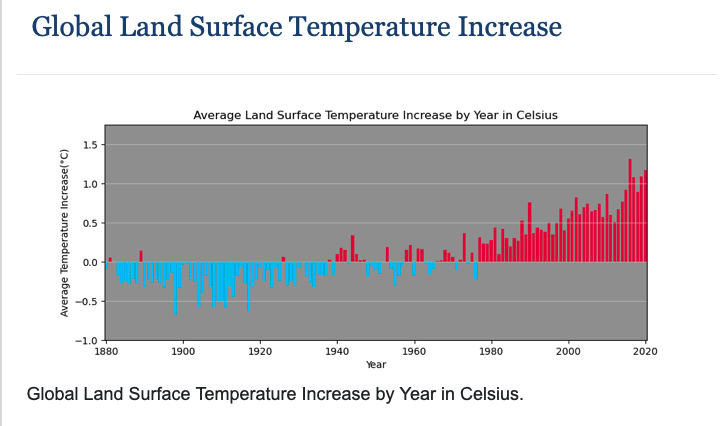 Global Land Surface Temperature Increase
Average Land Surface Temperature Increase by Year in Celsius
Average Temperature Increase(°C)
1.5
1.0
0.5
0.0
−0.5
−1.0
1880 1900 1920 1940 1960 1980 2000 2020
Year
Global Land Surface Temperature Increase by Year in Celsius.